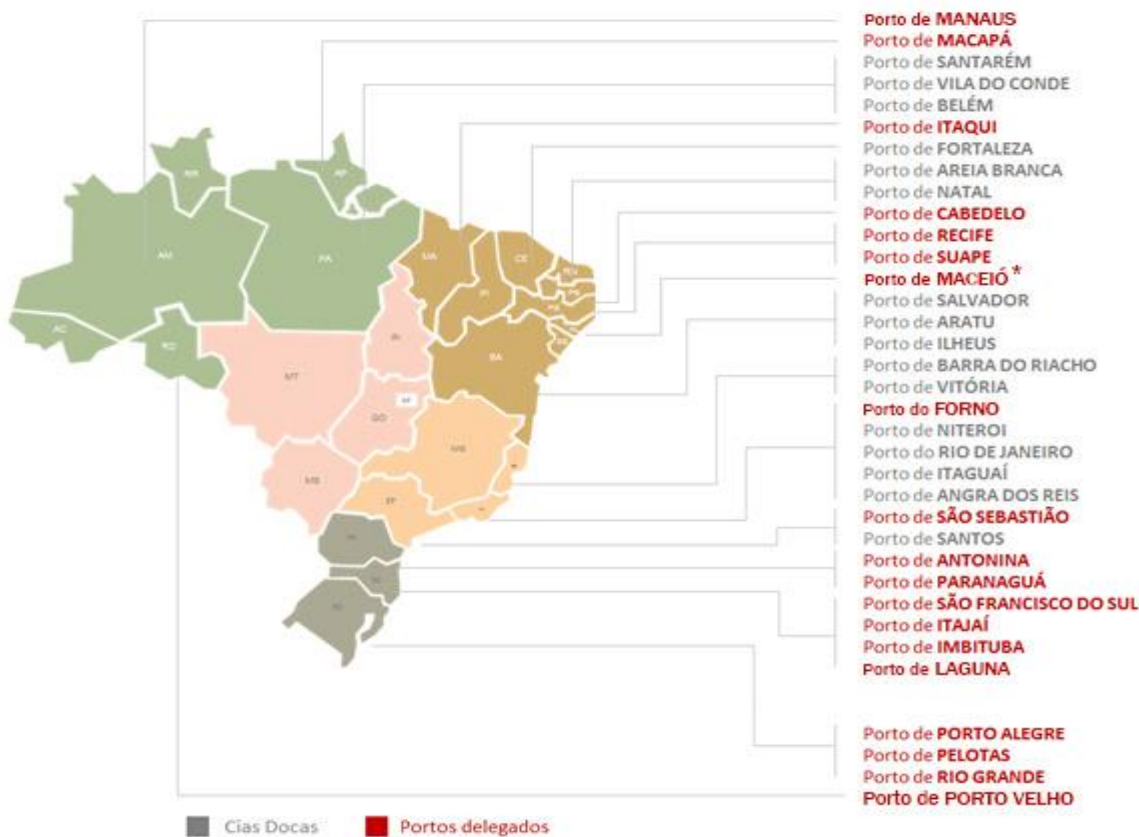 Porto de MANAUS
Porto de MACAPÁ
Porto de SANTARÉM
Porto de VILA DO CONDE
Porto de BELÉM
Porto de ITAQUI
Porto de FORTALEZA
Porto de AREIA BRANCA
Porto de NATAL
Porto de CABEDELO
Porto de RECIFE
Porto de SUAPE
Porto de MACEIÓ *
Porto de SALVADOR
Porto de ARATU
Porto de ILHEUS
Porto de BARRA DO RIACHO
Porto de VITÓRIA
Porto do FORNO
Porto de NITEROI
Porto do RIO DE JANEIRO
Porto de ITAGUAÍ
Porto de ANGRA DOS REIS
Porto de SÃO SEBASTIÃO
Porto de SANTOS
Porto de ANTONINA
Porto de PARANAGUÁ
Porto de SÃO FRANCISCO DO SUL
Porto de ITAJAÍ
Porto de IMBITUBA
Porto de LAGUNA
Porto de PORTO ALEGRE
Porto de PELOTAS
Porto de RIO GRANDE
Porto de PORTO VELHO
AP
AM
PA
MA
CE
PI
AC
RO
BA
MT
GO
MG
MS
SP
Cias Docas
Portos delegados